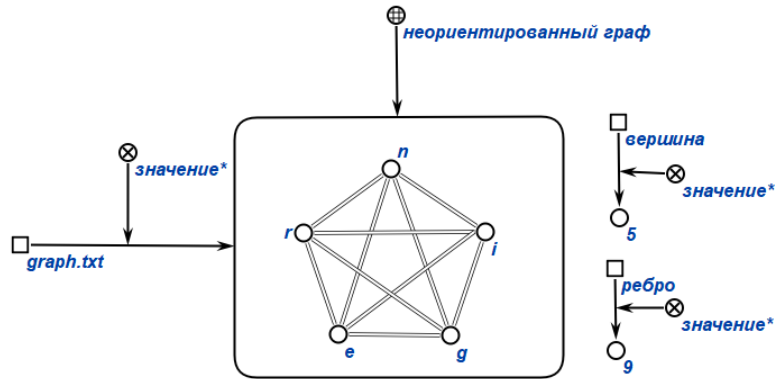 неориентированный граф
n
вершина
значение*
значение*
r
i
5
graph.txt
ребро
значение*
e
g
9